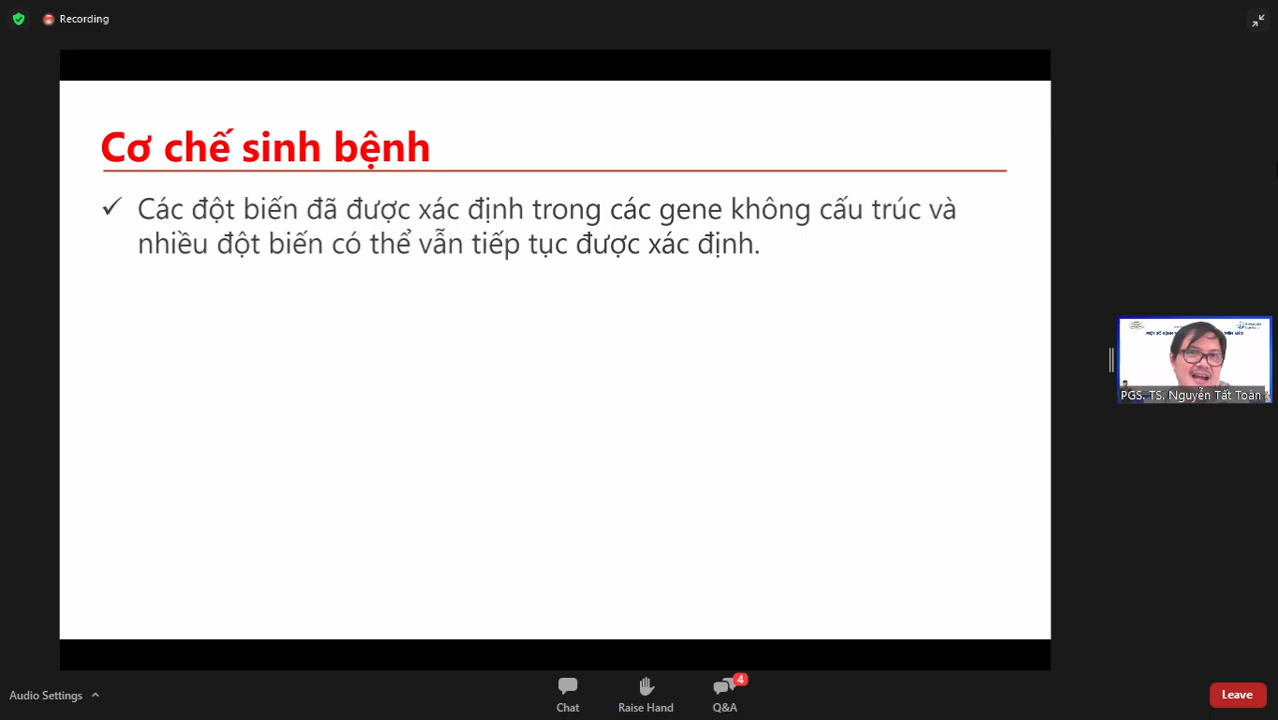 Recording
Cơ chế sinh bệnh
✓ Các đột biến đã được xác định trong các gene không cấu trúc và
nhiều đột biến có thể vẫn tiếp tục được xác định.
PGS. TS. Nguyễn Tất Toàn
4
Audio Settings
Chat
Raise Hand
Q&A
Leave